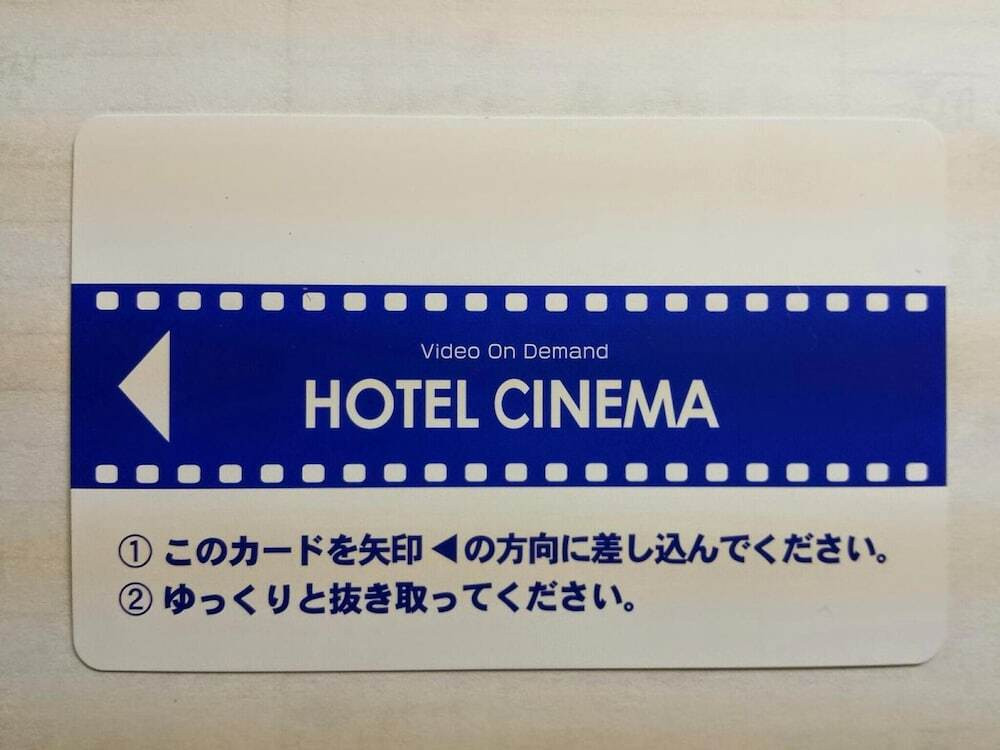 Video On Demand
HOTEL CINEMA
① このカードを矢印◀の方向に差し込んでください。
② ゆっくりと抜き取ってください。